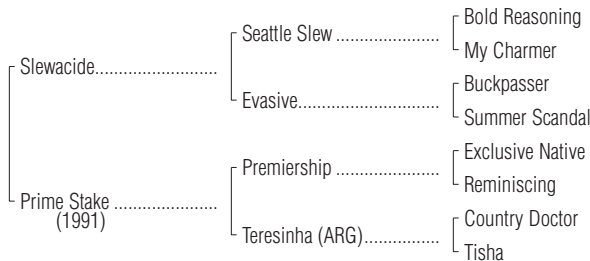 Bold Reasoning
Seattle Slew ......................
My Charmer
Slewacide..........................
Buckpasser
Evasive..............................
Summer Scandal
Exclusive Native
Premiership ......................
Reminiscing
Prime Stake ......................
(1991)
Country Doctor
Teresinha (ARG)................
Tisha